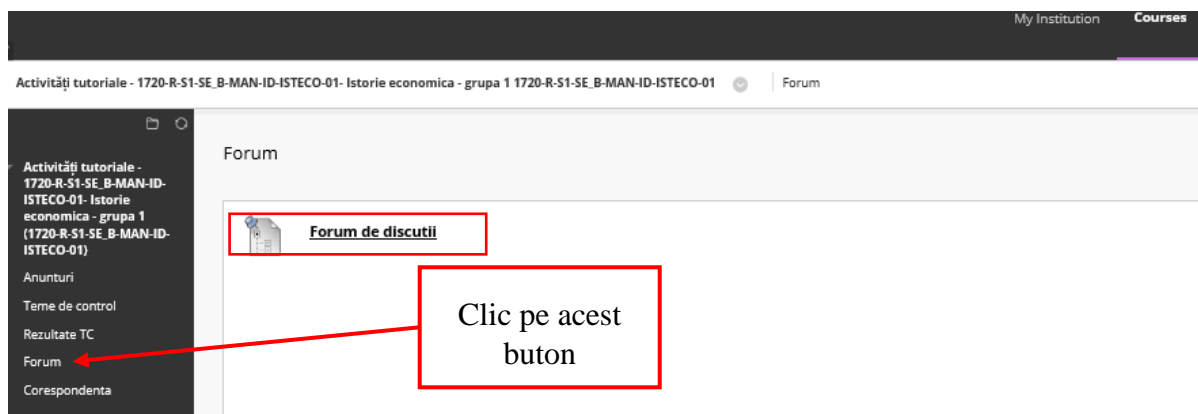 My Institution Courses
Activități tutoriale - 1720-R-S1-SE_B-MAN-ID-ISTECO-01- Istorie economica - grupa 1 1720-R-S1-SE_B-MAN-ID-ISTECO-01 Forum
Activități tutoriale -
1720-R-S1-SE_B-MAN-ID-
ISTECO-01- Istorie
economica - grupa 1
(1720-R-S1-SE_B-MAN-ID-
ISTECO-01)
Anunturi
Teme de control
Rezultate TC
Forum
Corespondenta
Forum
Forum de discutii
Clic pe acest
buton